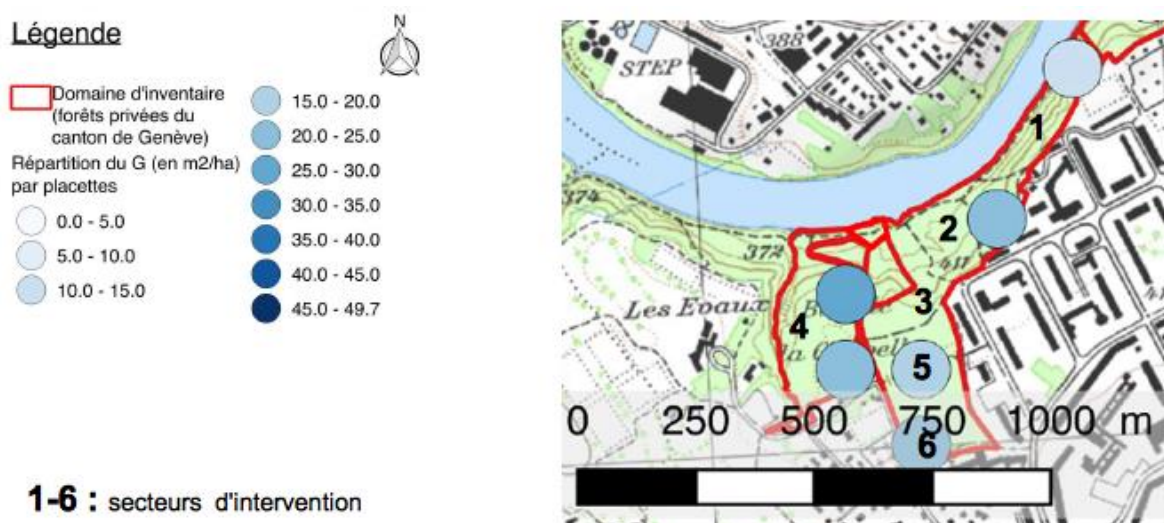 Légende
N
Domaine d'inventaire
(forêts privées du
canton de Genève)
Répartition du G (en m2/ha)
par placettes
0.0 - 5.0
5.0 - 10.0
10.0 - 15.0
15.0 - 20.0
20.0 - 25.0
25.0 - 30.0
30.0 - 35.0
35.0 - 40.0
40.0 - 45.0
45.0 - 49.7
1-6 : secteurs d'intervention
388
STEP
1
374
2
372
411
Les Evaux
3
4
5
0 250 500 750 1000 m
6